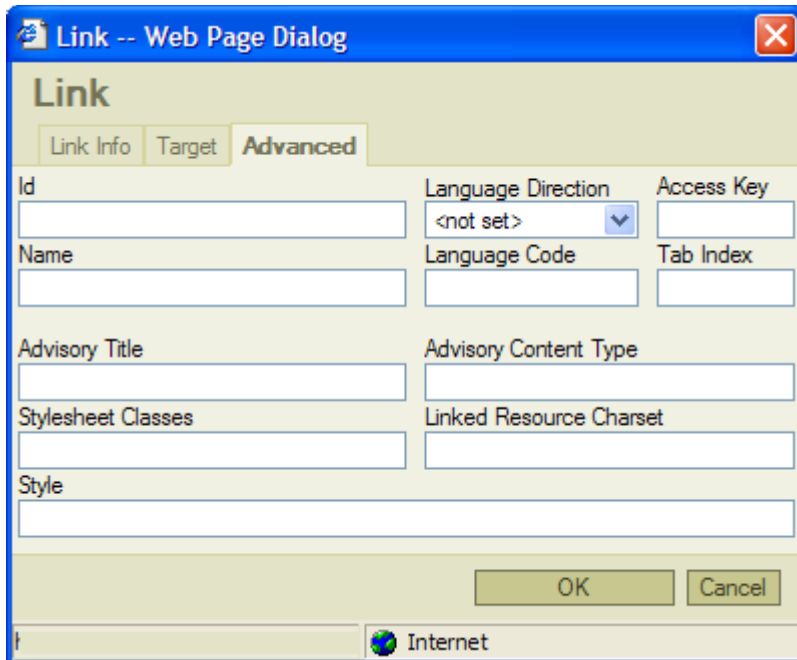 Link -- Web Page Dialog
Link
Link Info Target Advanced
Id Language Direction Access Key
<not set>
Name Language Code Tab Index
Advisory Title Advisory Content Type
Stylesheet Classes Linked Resource Charset
Style
OK Cancel
Internet